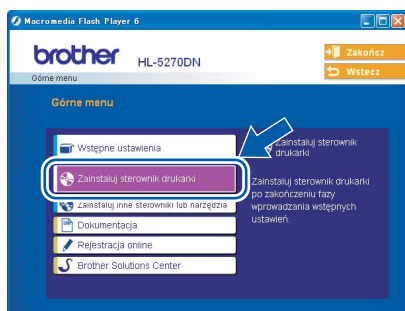 Macromedia Flash Player 6
brother HL-5270DN
Zakończ
Górne menu
Wstecz
Górne menu
Wstępne ustawienia
Zainstaluj sterownik drukarki
Zainstaluj inne sterowniki lub narzędzia
Dokumentacja
Rejestracja online
Brother Solutions Center
Zainstaluj sterownik
drukarki
Zainstaluj sterownik drukarki
po zakończeniu fazy
wprowadzania wstępnych
ustawień.